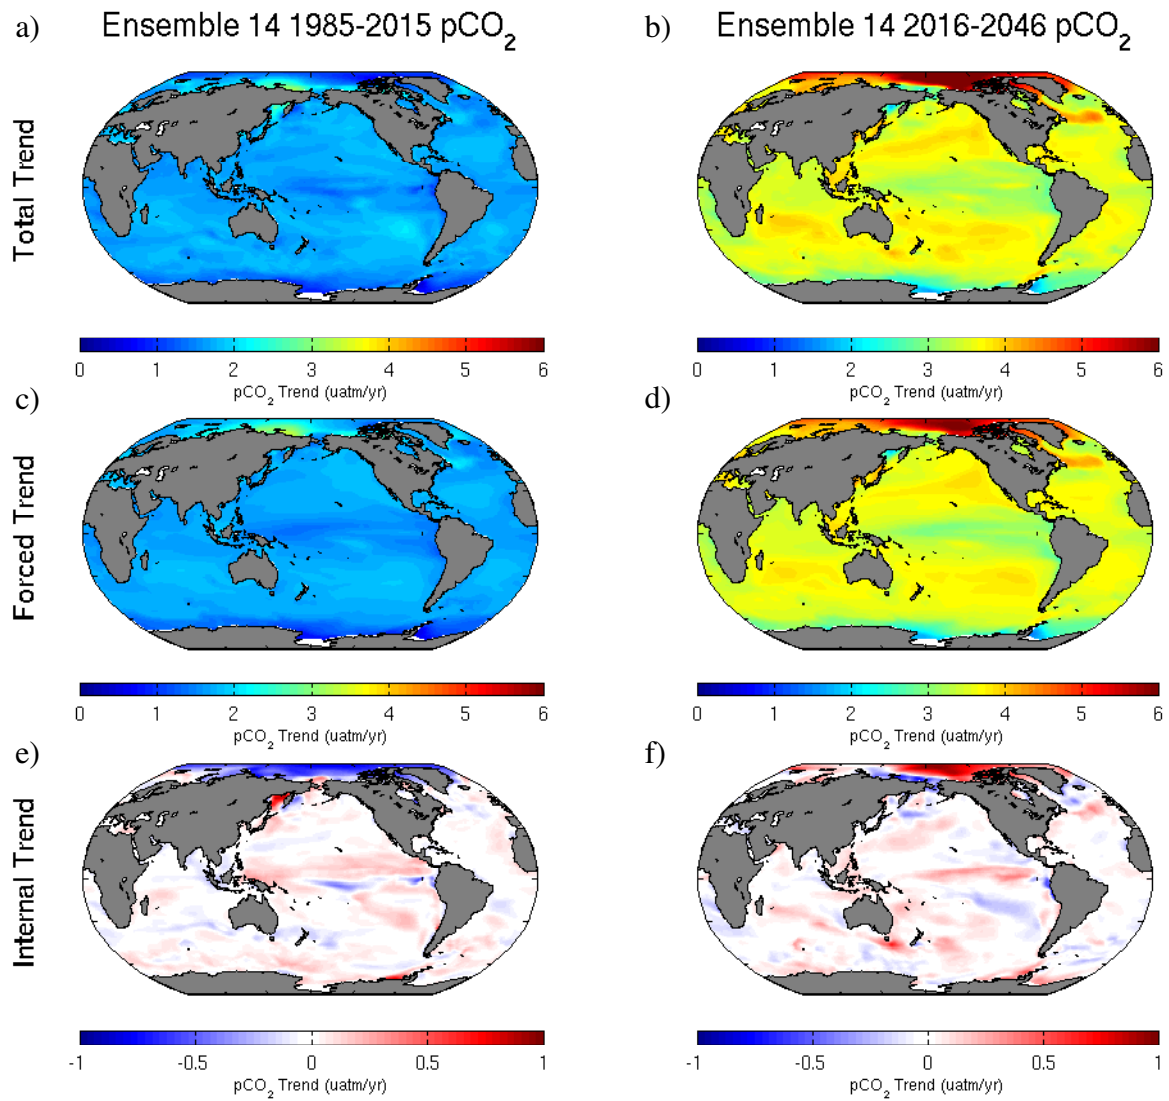 a)
Ensemble 14 1985-2015 pCO₂
b)
Ensemble 14 2016-2046 pCO₂
Total Trend
0 1 2 3 4 5 6
pCO₂ Trend (uatm/yr)
0 1 2 3 4 5 6
pCO₂ Trend (uatm/yr)
c)
d)
Forced Trend
0 1 2 3 4 5 6
pCO₂ Trend (uatm/yr)
0 1 2 3 4 5 6
pCO₂ Trend (uatm/yr)
e)
f)
Internal Trend
-1 -0.5 0 0.5 1
pCO₂ Trend (uatm/yr)
-1 -0.5 0 0.5 1
pCO₂ Trend (uatm/yr)